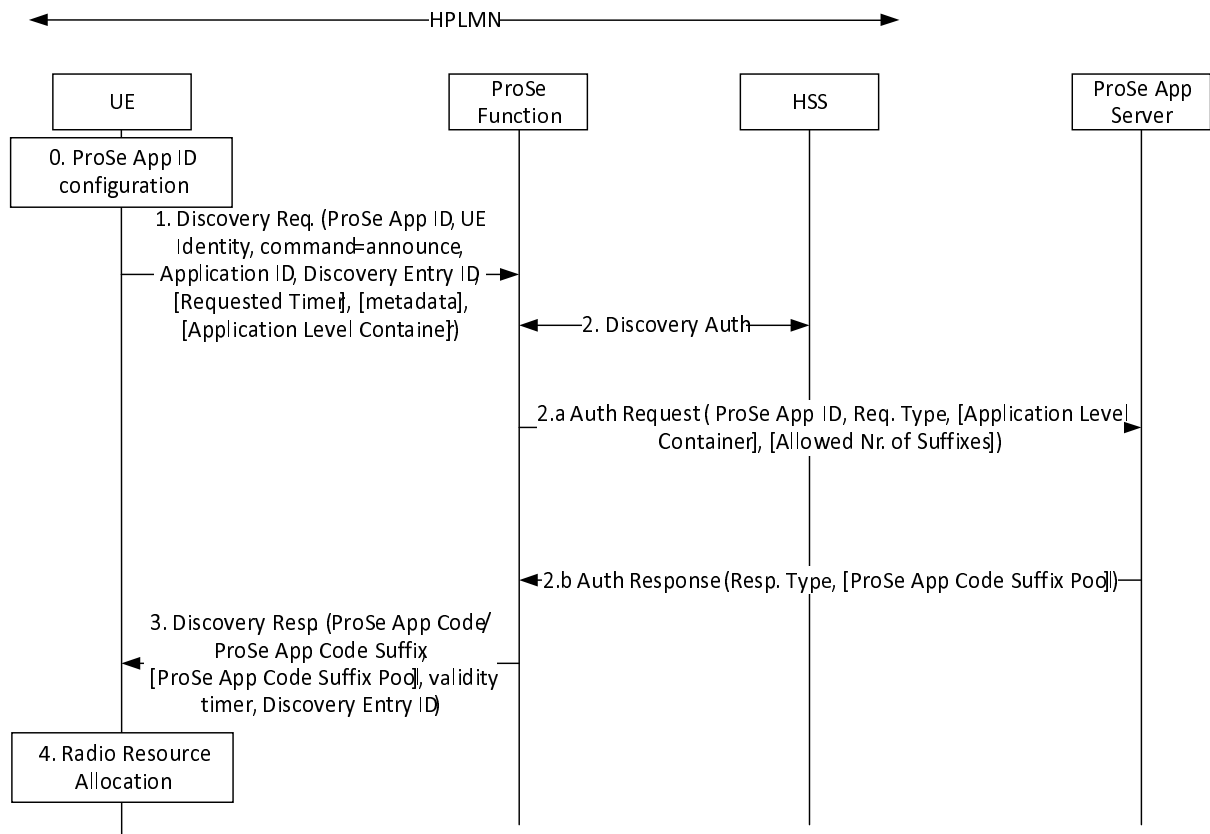 HPLMN
UE
ProSe
Function
HSS
ProSe App
Server
0. ProSe App ID
configuration
1. Discovery Req. (ProSe App ID, UE
Identity, command=announce,
Application ID, Discovery Entry ID,
[Requested Timer], [metadata],
[Application Level Container])
2. Discovery Auth
2.a Auth Request ( ProSe App ID, Req. Type, [Application Level
Container], [Allowed Nr. of Suffixes])
2.b Auth Response (Resp. Type, [ProSe App Code Suffix Pool])
3. Discovery Resp. (ProSe App Code/
ProSe App Code Suffix,
[ProSe App Code Suffix Pool], validity
timer, Discovery Entry ID)
4. Radio Resource
Allocation